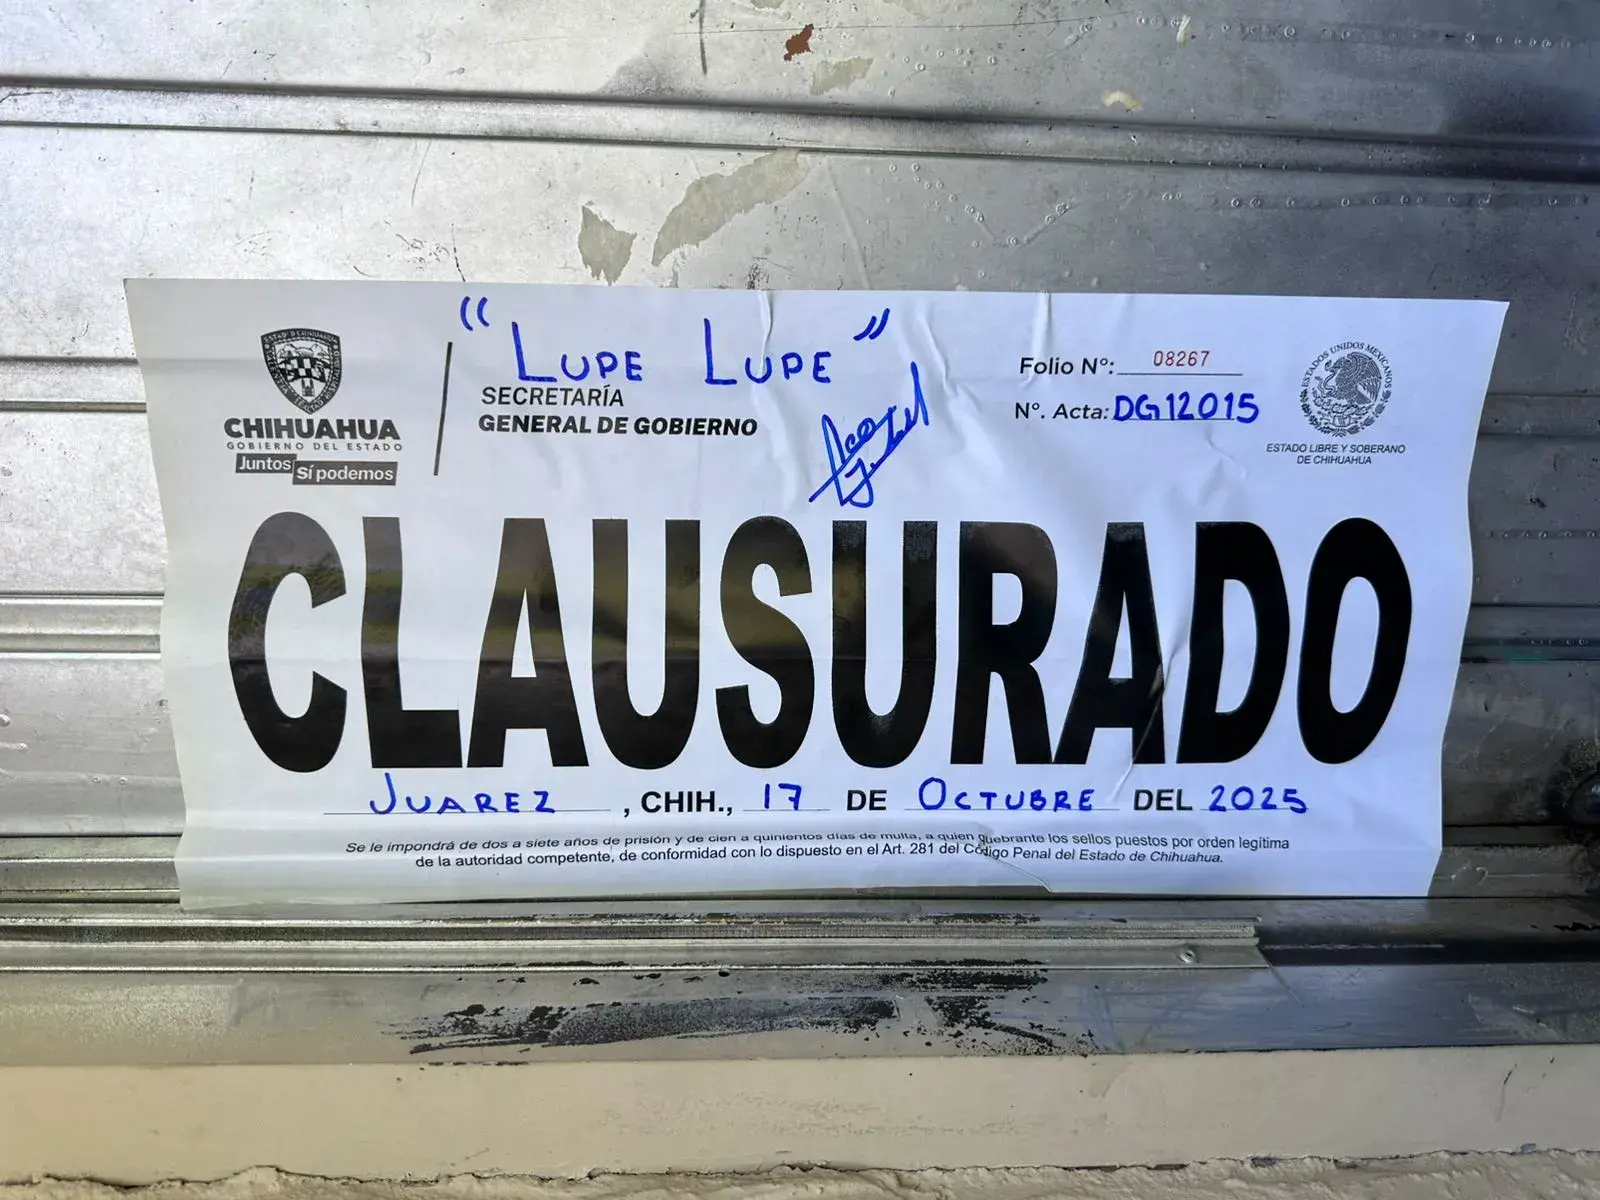 "LUPE LUPE"
SECRETARÍA
GENERAL DE GOBIERNO
CHIHUAHUA
GOBIERNO DEL ESTADO
Juntos
Sí podemos
Folio Nº: 08267
Nº. Acta: DG12015
ESTADOS UNIDOS MEXICANOS
ESTADO LIBRE Y SOBERANO
DE CHIHUAHUA
CLAUSURADO
JUAREZ, CHIH., 17 DE OCTUBRE DEL 2025
Se le impondrá de dos a siete años de prisión y de cien a quinientos días de multa, a quien quebrante los sellos puestos por orden legítima
de la autoridad competente, de conformidad con lo dispuesto en el Art. 281 del Código Penal del Estado de Chihuahua.